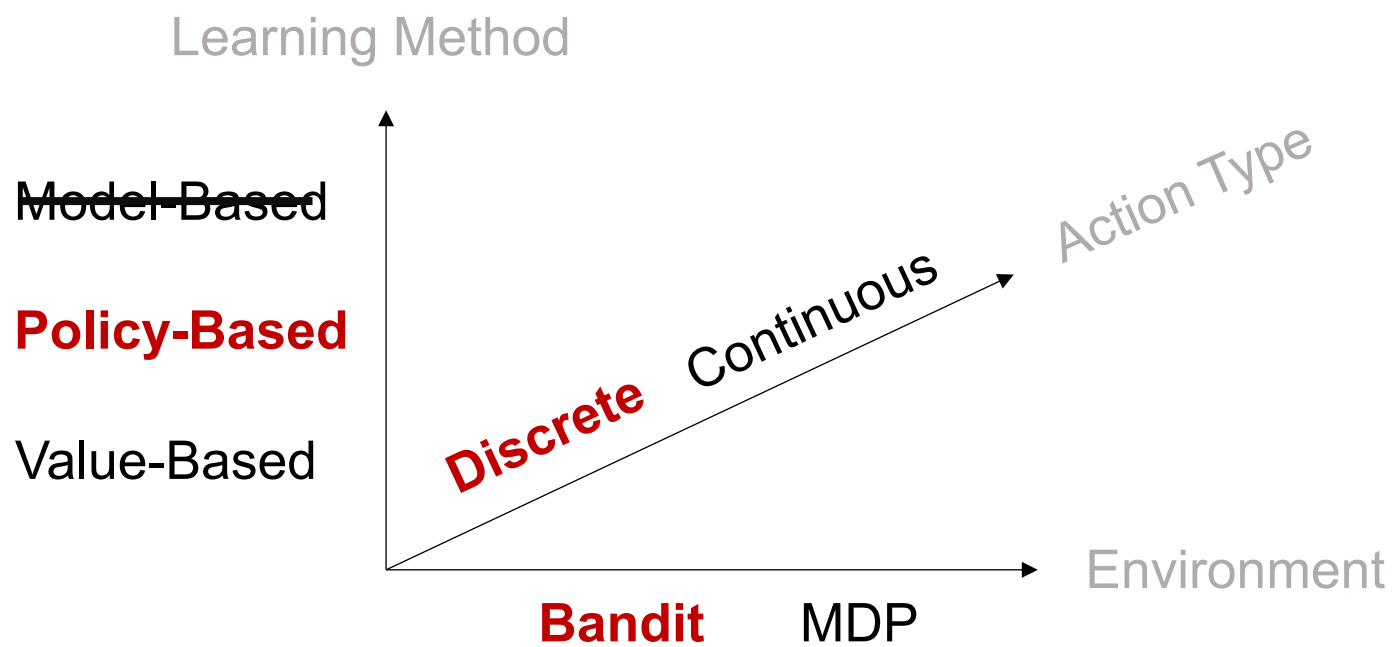 Learning Method
Model-Based
Action Type
Continuous
Policy-Based
Discrete
Value-Based
Environment
Bandit
MDP